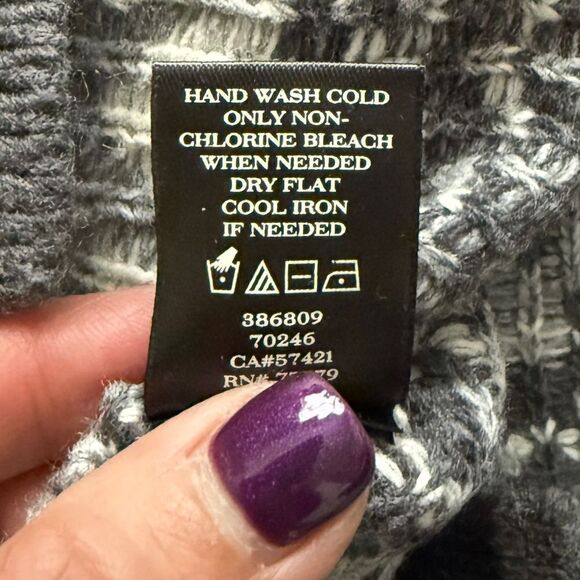 HAND WASH COLD
ONLY NON-
CHLORINE BLEACH
WHEN NEEDED
DRY FLAT
COOL IRON
IF NEEDED
386809
70246
CA#57421
RN#